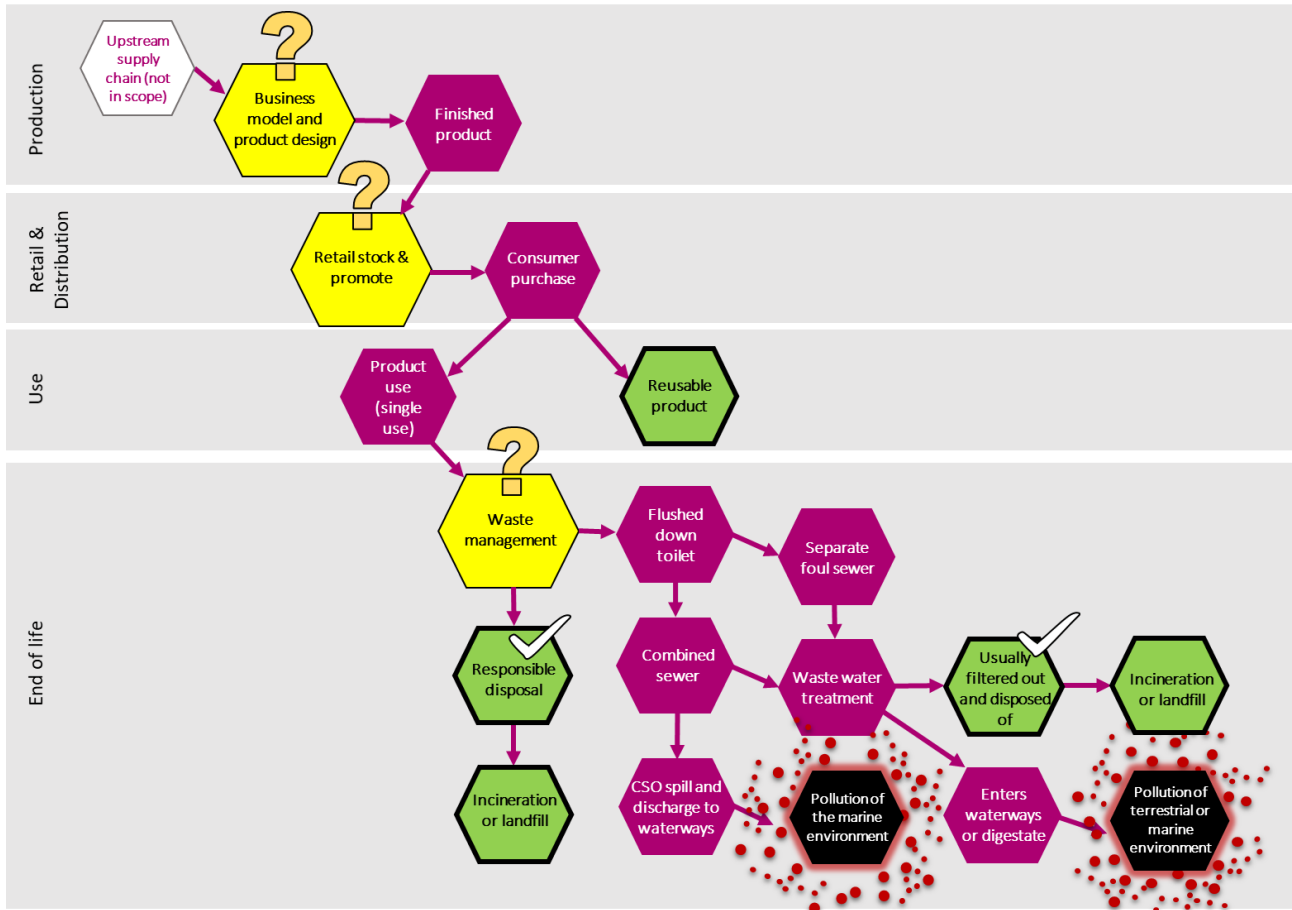 Production
Upstream
supply
chain (not
in scope)
?
Business
model and
product design
Finished
product
Retail &
Distribution
?
Retail stock &
promote
Consumer
purchase
Use
Product
use
(single
use)
Reusable
product
End of life
?
Waste
management
Flushed
down
toilet
Separate
foul sewer
Responsible
disposal
Combined
sewer
Waste water
treatment
Usually
filtered out
and disposed
of
Incineration
or landfill
Incineration
or landfill
CSO spill and
discharge to
waterways
Pollution of
the marine
environment
Enters
waterways
or digestate
Pollution of
terrestrial or
marine
environment